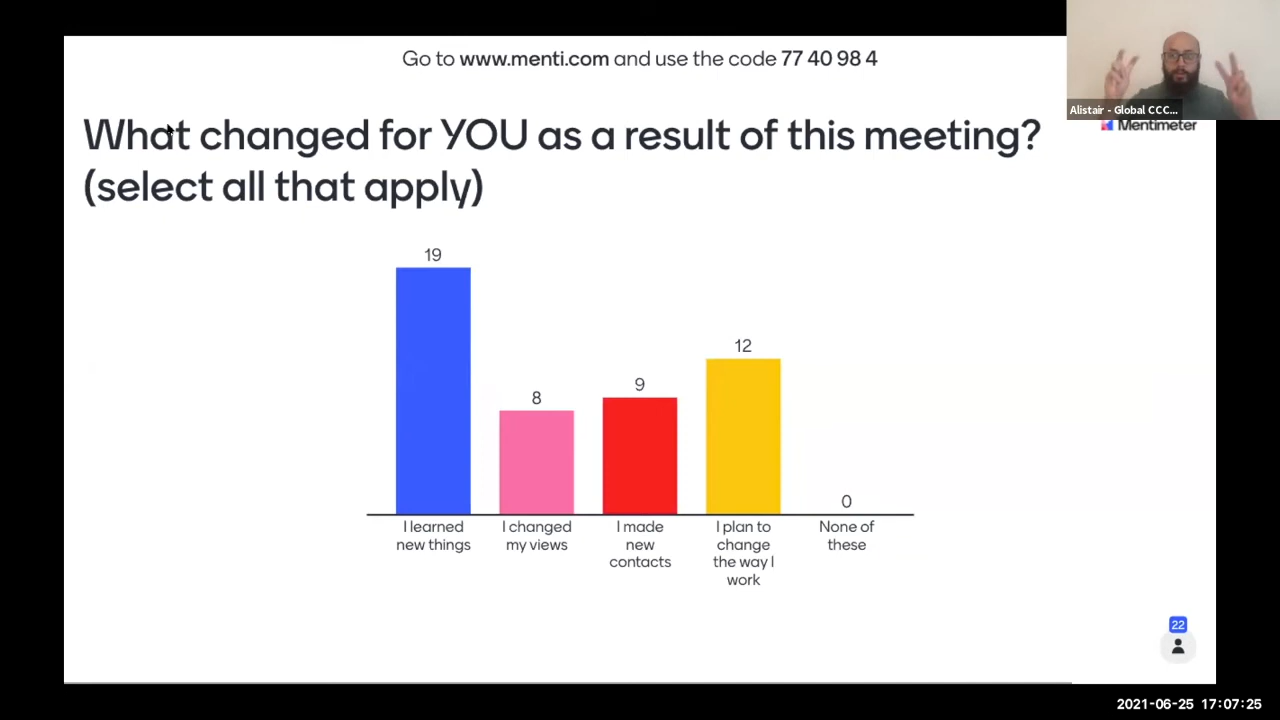 Go to www.menti.com and use the code 77 40 98 4
Alistair - Global CCC...
Mentimeter
What changed for YOU as a result of this meeting?
(select all that apply)
19
8
9
12
0
I learned
new things
I changed
my views
I made
new
contacts
I plan to
change
the way I
work
None of
these
22
2021-06-25 17:07:25